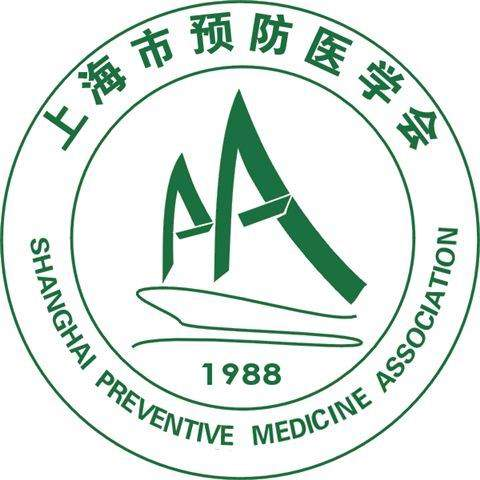 上海市预防医学会
1988
SHANGHAI PREVENTIVE MEDICINE ASSOCIATION